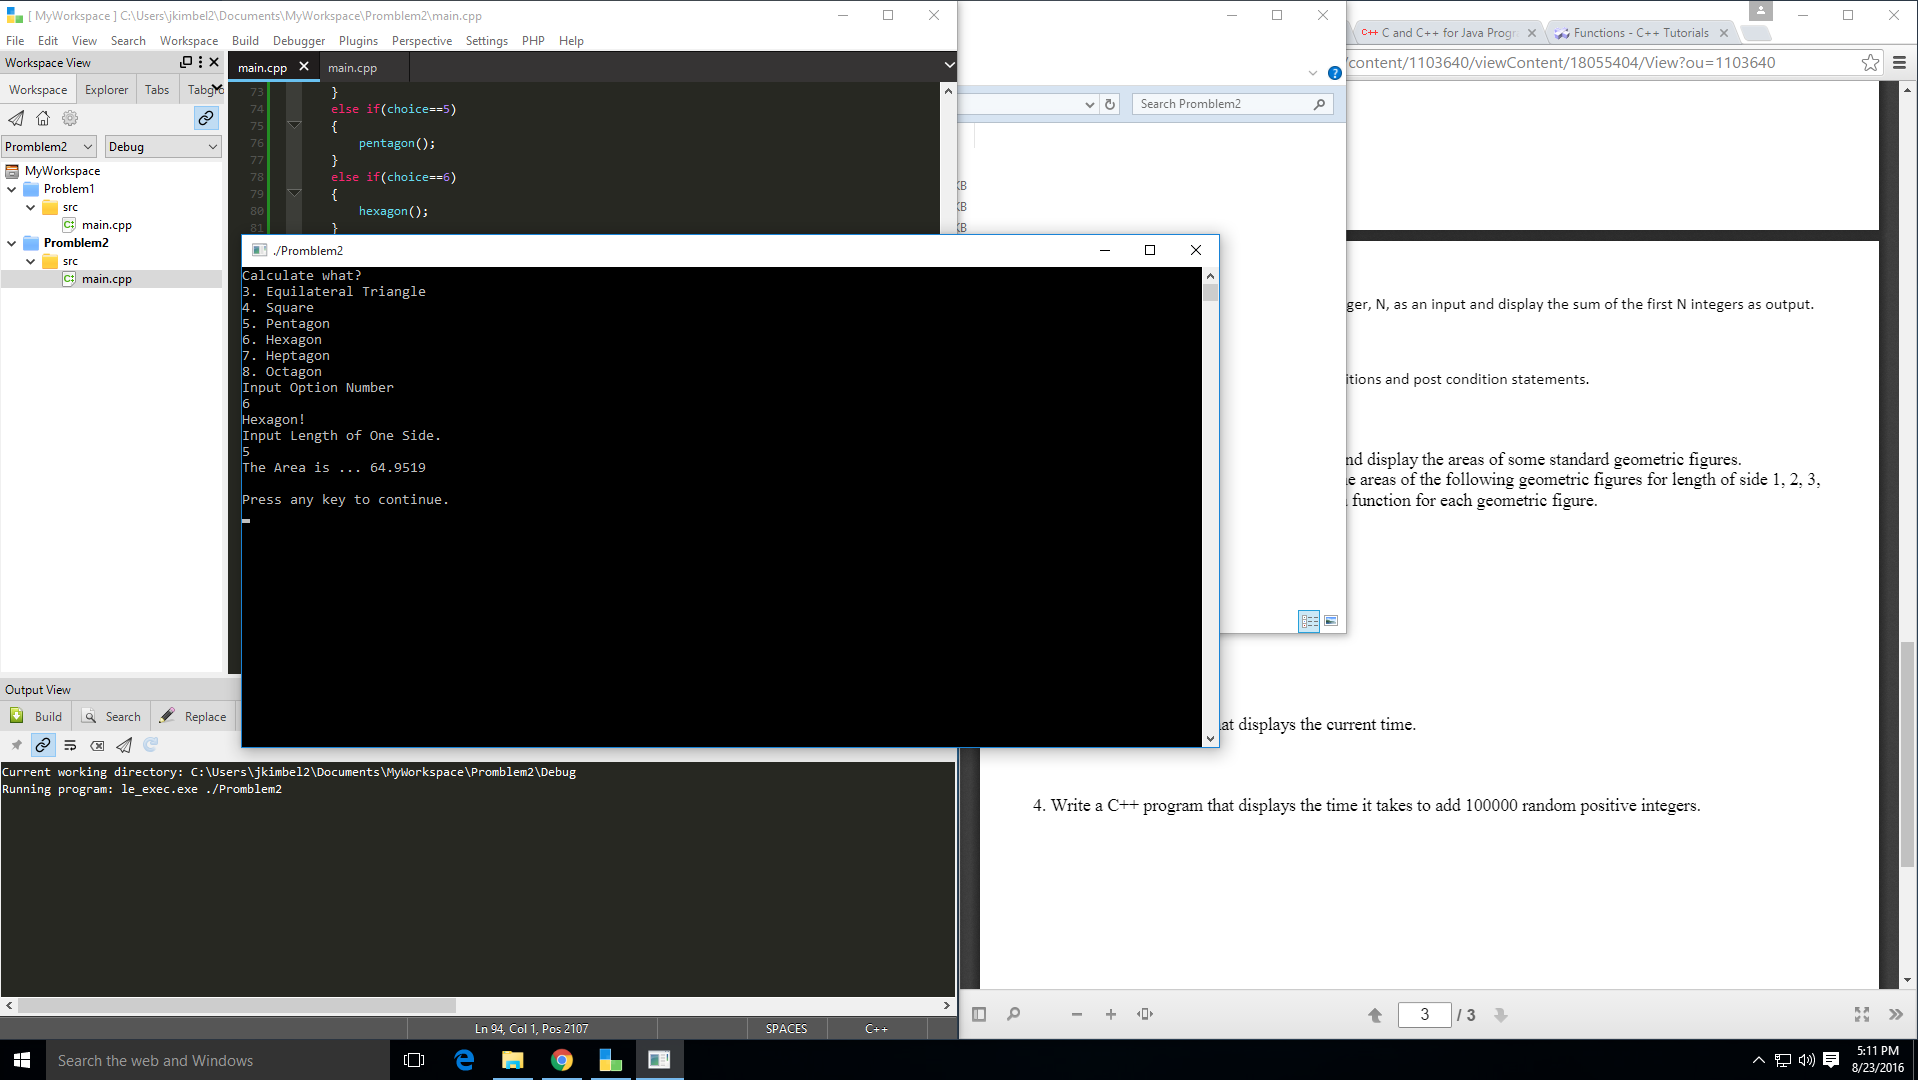 [ MyWorkspace ] C:\Users\jkimbel2\Documents\MyWorkspace\Promblem2\main.cpp
File Edit View Search Workspace Build Debugger Plugins Perspective Settings PHP Help
Workspace View
Workspace Explorer Tabs
Promblem2 Debug
MyWorkspace
Problem1
src
main.cpp
Promblem2
src
main.cpp
main.cpp main.cpp
73 }
74 else if(choice==5)
75 {
76 pentagon();
77 }
78 else if(choice==6)
79 {
80 hexagon();
81 }
./Promblem2
Calculate what?
3. Equilateral Triangle
4. Square
5. Pentagon
6. Hexagon
7. Heptagon
8. Octagon
Input Option Number
6
Hexagon!
Input Length of One Side.
5
The Area is ... 64.9519
Press any key to continue.
Output View
Build Search Replace
Current working directory: C:\Users\jkimbel2\Documents\MyWorkspace\Promblem2\Debug
Running program: le_exec.exe ./Promblem2
Ln 94, Col 1, Pos 2107 SPACES C++
Search Promblem2
KB
KB
KB
C++ C and C++ for Java Progr Functions - C++ Tutorials
/content/1103640/viewContent/18055404/View?ou=1103640
ger, N, as an input and display the sum of the first N integers as output.
itions and post condition statements.
nd display the areas of some standard geometric figures.
e areas of the following geometric figures for length of side 1, 2, 3,
function for each geometric figure.
at displays the current time.
4. Write a C++ program that displays the time it takes to add 100000 random positive integers.
3 / 3
Search the web and Windows
5:11 PM
8/23/2016